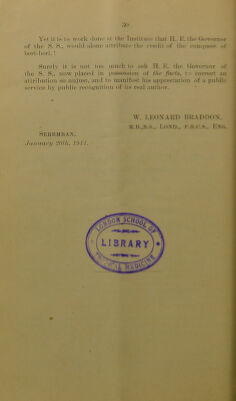 30
Yet it is to work done at the Institute that H. E. the Governor
of the S. S., would alone attribute the credit of the conquest of
beri-beri.!
Surely it is not too much to ask H. E. the Governor of
the S. S., now placed in possession of the facts, to correct an
attribution so unjust, and to manifest his appreciation of a public
service by public recognition of its real author.
W. LEONARD BRADDON,
M.B.,B.S., LOND., F.R.C.S., ENG.
SEREMBAN,
January 20th, 1911.
LONDON SCHOOL OF
LIBRARY
TROPICAL MEDICINE